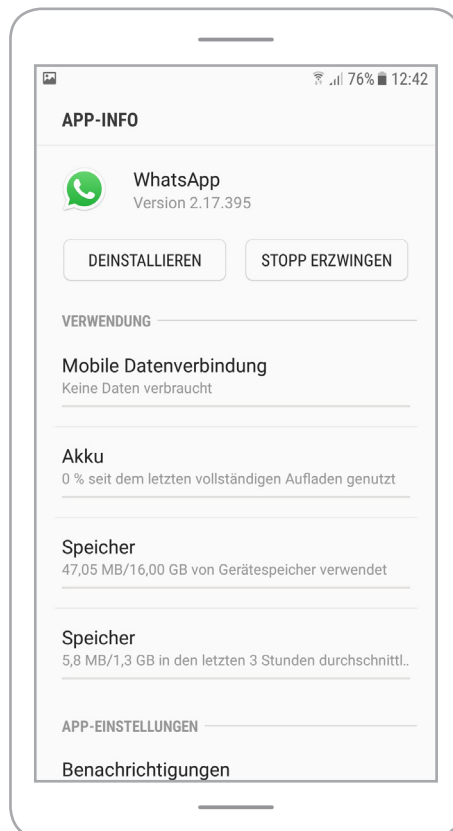 76% 12:42
APP-INFO
WhatsApp
Version 2.17.395
DEINSTALLIEREN STOPP ERZWINGEN
VERWENDUNG
Mobile Datenverbindung
Keine Daten verbraucht
Akku
0 % seit dem letzten vollständigen Aufladen genutzt
Speicher
47,05 MB/16,00 GB von Gerätespeicher verwendet
Speicher
5,8 MB/1,3 GB in den letzten 3 Stunden durchschnittl..
APP-EINSTELLUNGEN
Benachrichtigungen